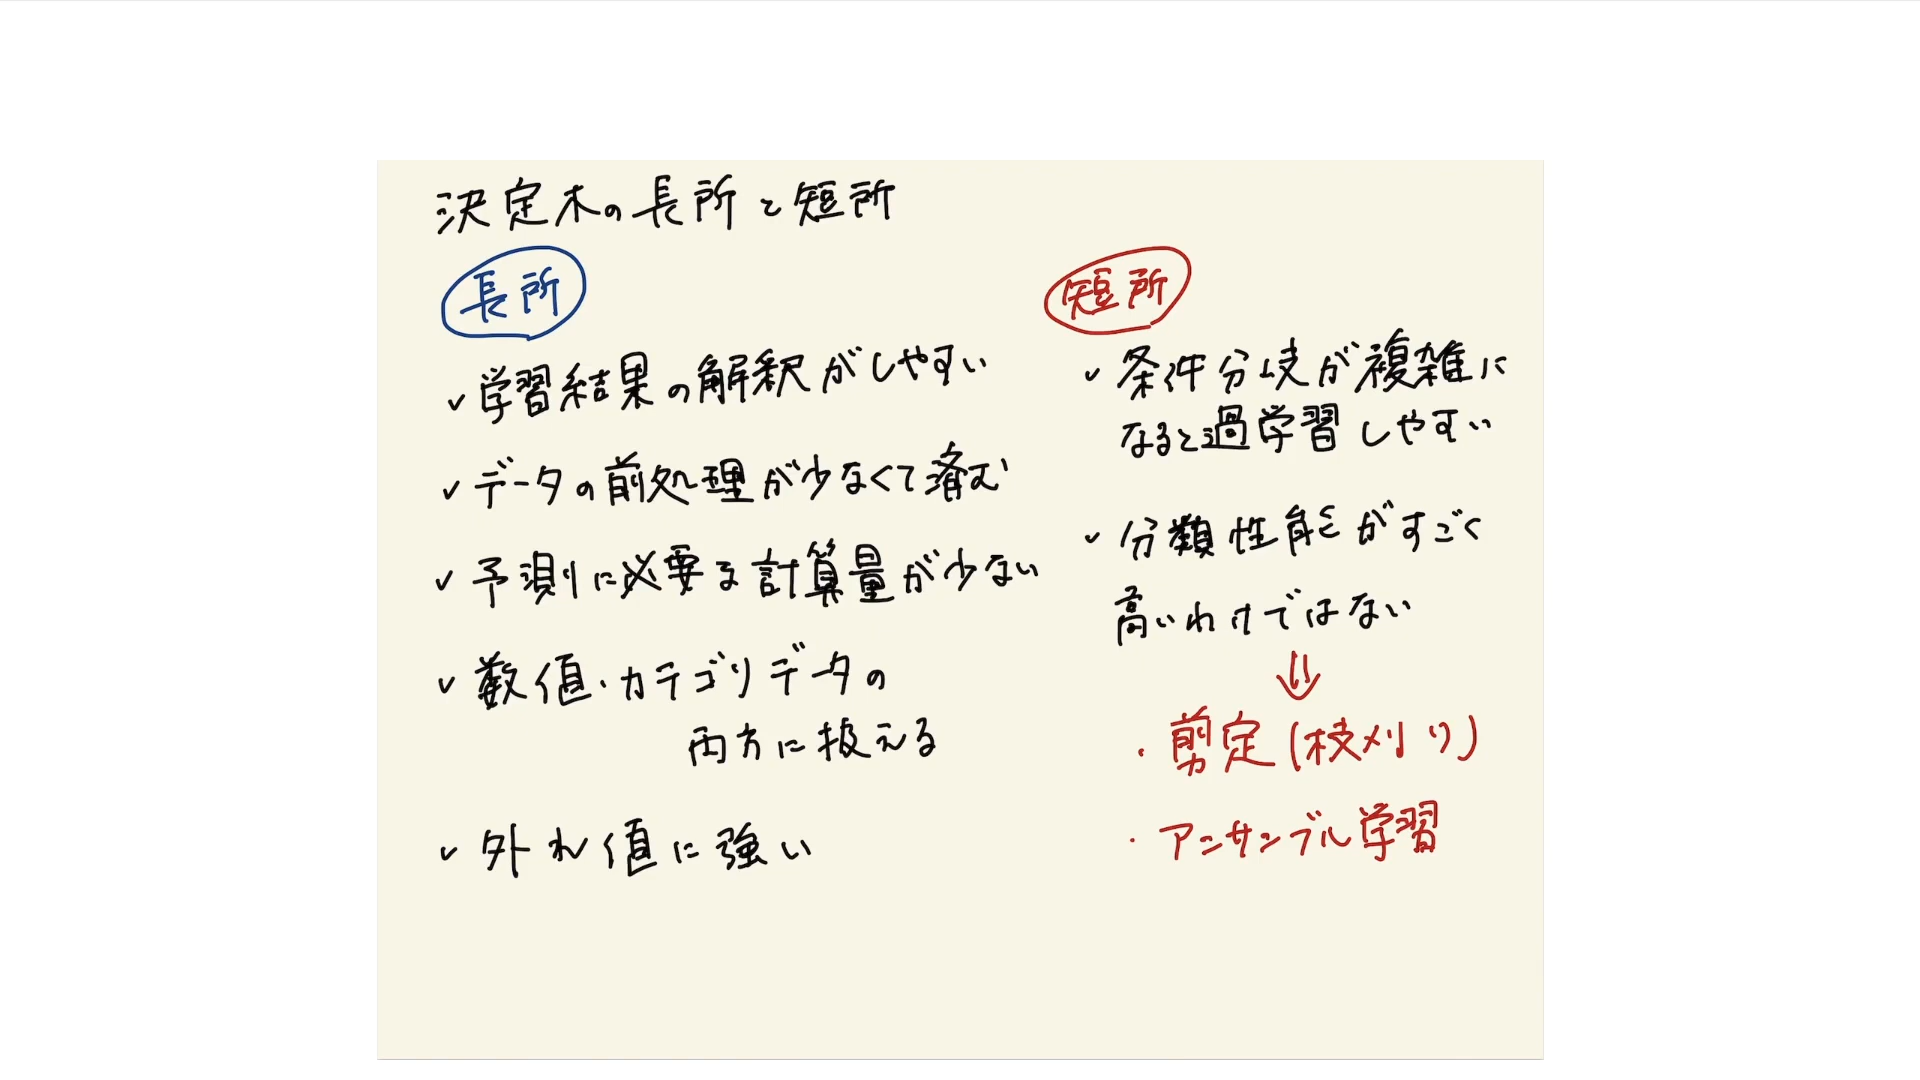 決定木の長所と短所
長所
✓ 学習結果の解釈がしやすい
✓ データの前処理が少なくて済む
✓ 予測に必要な計算量が少ない
✓ 数値・カテゴリデータの
両方に扱える
✓ 外れ値に強い
短所
✓ 条件分岐が複雑に
なると過学習しやすい
✓ 分類性能がすごく
高いわけではない
⇓
・剪定(枝刈り)
・アンサンブル学習